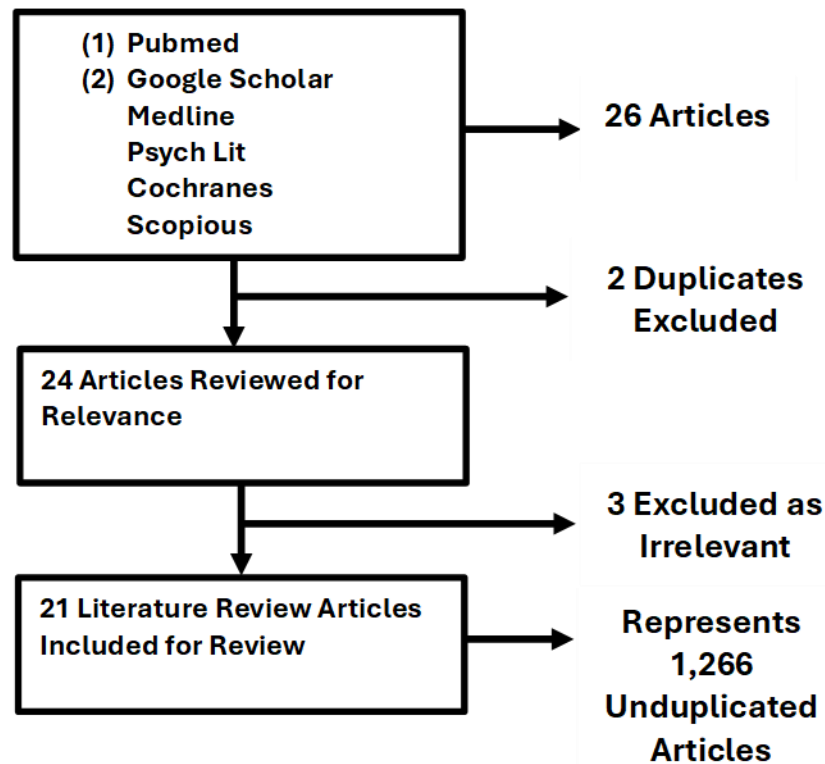 (1) Pubmed
(2) Google Scholar
Medline
Psych Lit
Cochranes
Scopious
26 Articles
2 Duplicates
Excluded
24 Articles Reviewed for
Relevance
3 Excluded as
Irrelevant
21 Literature Review Articles
Included for Review
Represents
1,266
Unduplicated
Articles